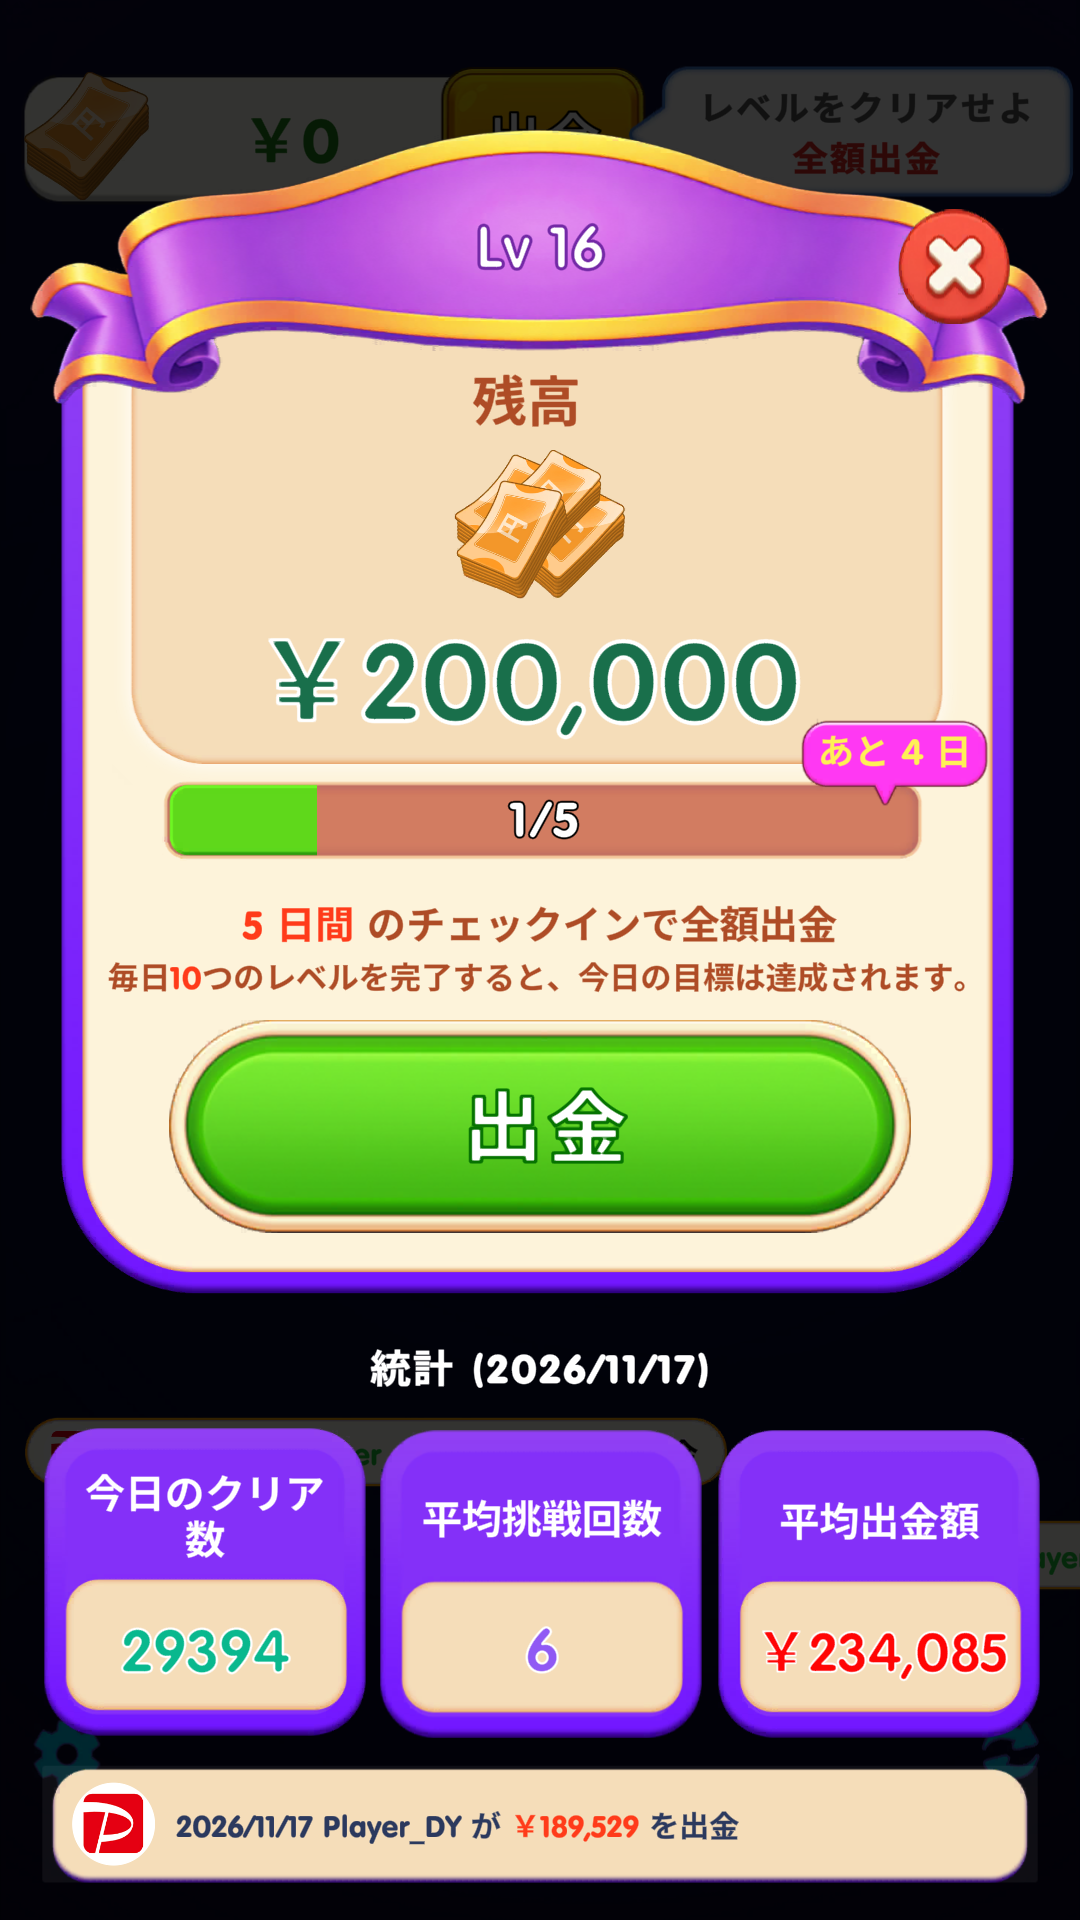 ¥0
出金
レベルをクリアせよ
全額出金
Lv 16
残高
¥200,000
あと 4 日
1/5
5 日間 のチェックインで全額出金
毎日10つのレベルを完了すると、今日の目標は達成されます。
出金
統計 (2026/11/17)
今日のクリア
数
29394
平均挑戦回数
6
平均出金額
¥234,085
2026/11/17 Player_DY が ¥189,529 を出金